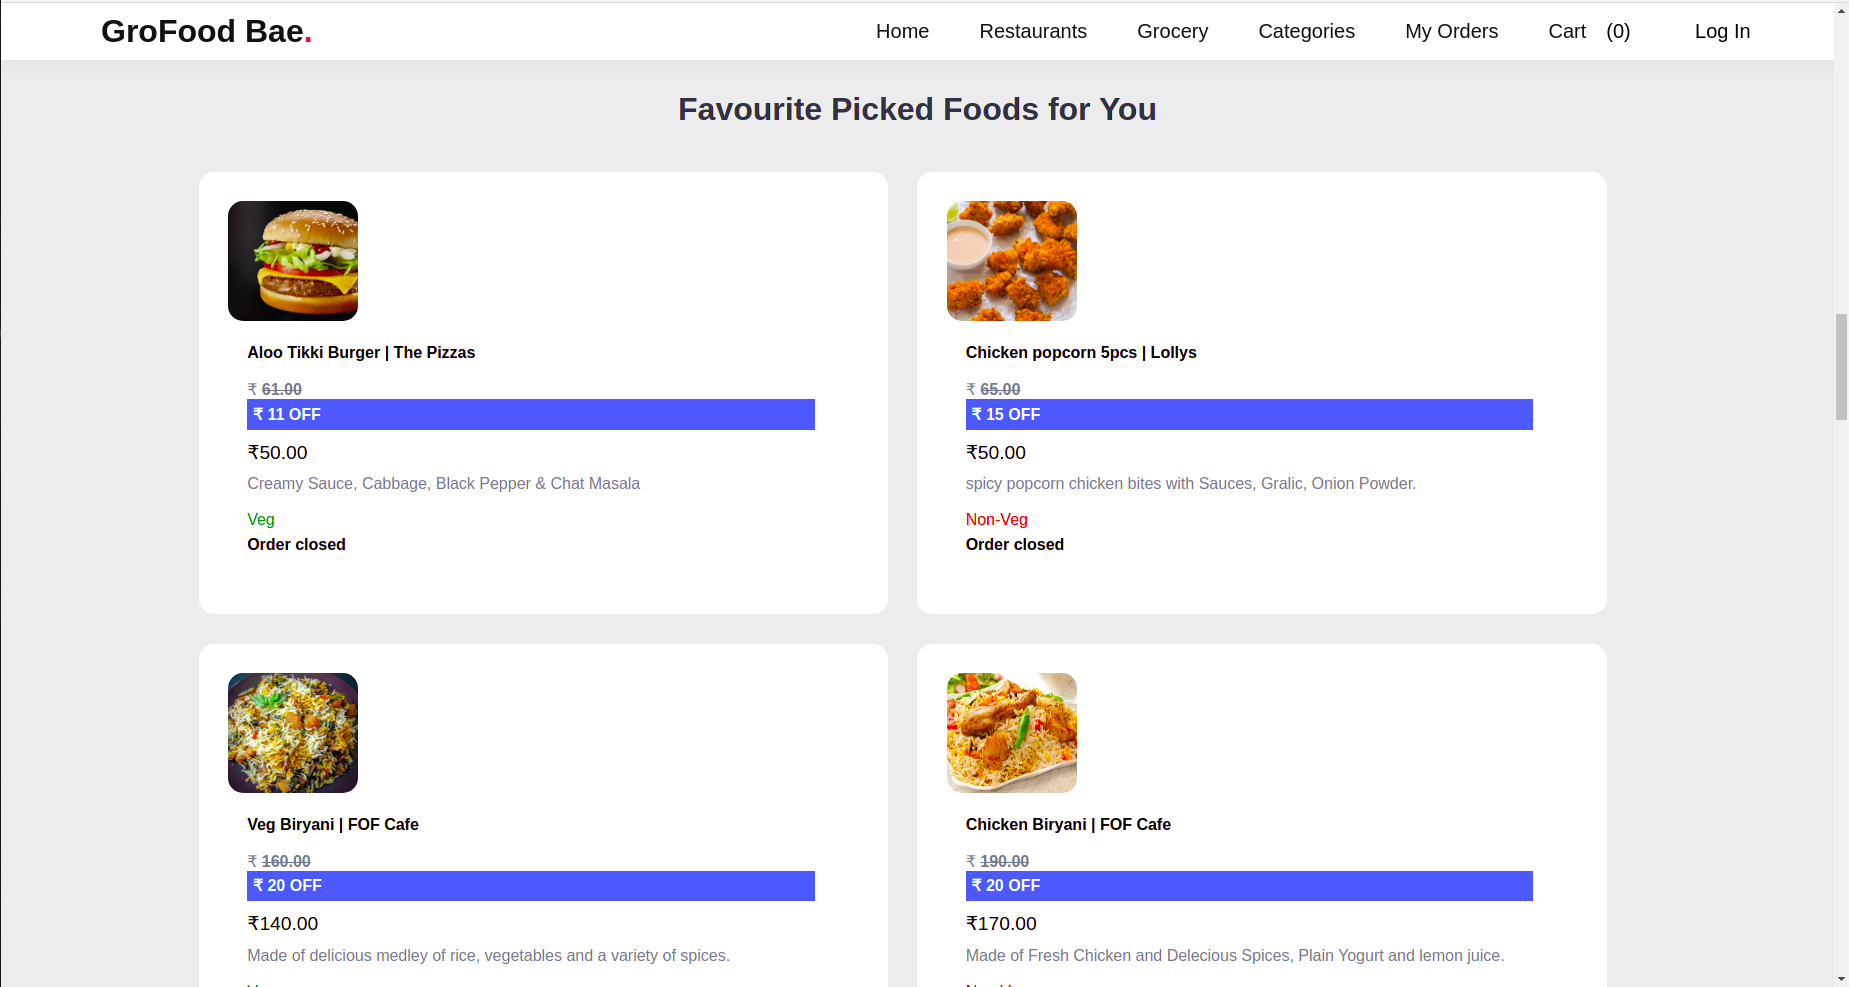 GroFood Bae.
Home Restaurants Grocery Categories My Orders Cart (0) Log In
Favourite Picked Foods for You
Aloo Tikki Burger | The Pizzas
₹ 61.00
₹ 11 OFF
₹50.00
Creamy Sauce, Cabbage, Black Pepper & Chat Masala
Veg
Order closed
Chicken popcorn 5pcs | Lollys
₹ 65.00
₹ 15 OFF
₹50.00
spicy popcorn chicken bites with Sauces, Gralic, Onion Powder.
Non-Veg
Order closed
Veg Biryani | FOF Cafe
₹ 160.00
₹ 20 OFF
₹140.00
Made of delicious medley of rice, vegetables and a variety of spices.
Chicken Biryani | FOF Cafe
₹ 190.00
₹ 20 OFF
₹170.00
Made of Fresh Chicken and Delecious Spices, Plain Yogurt and lemon juice.